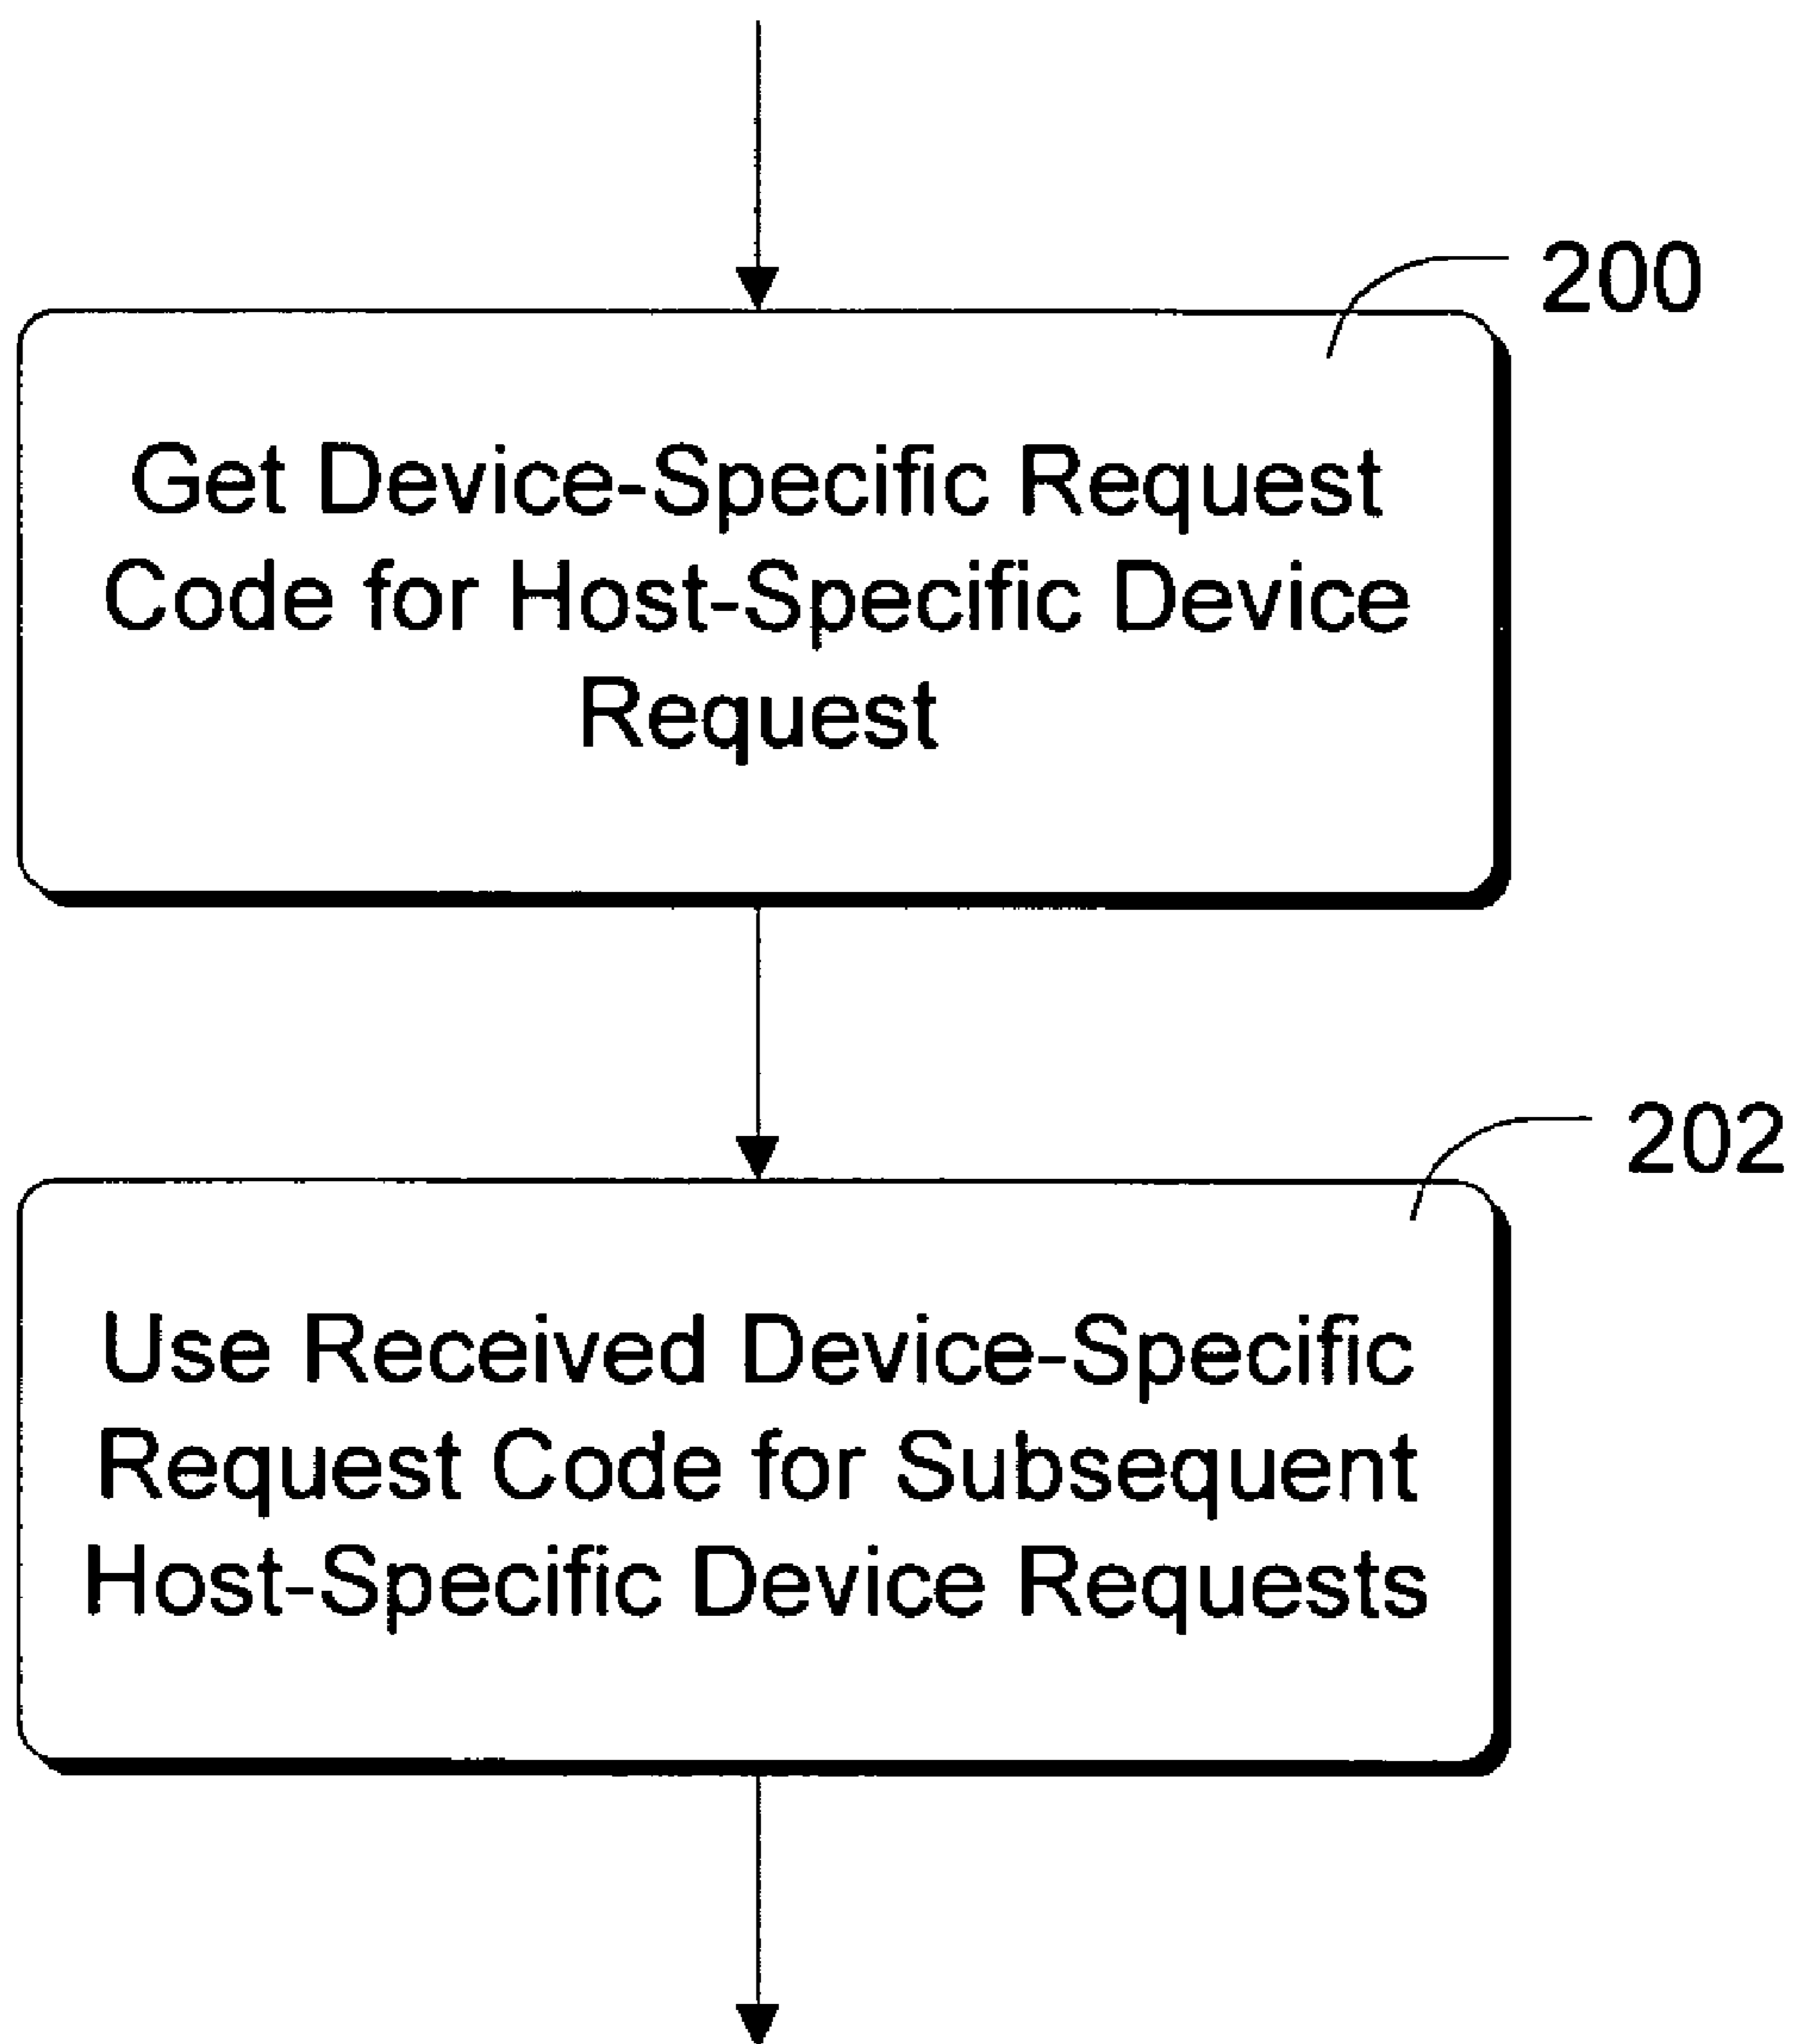 200
Get Device-Specific Request
Code for Host-Specific Device
Request
202
Use Received Device-Specific
Request Code for Subsequent
Host-Specific Device Requests